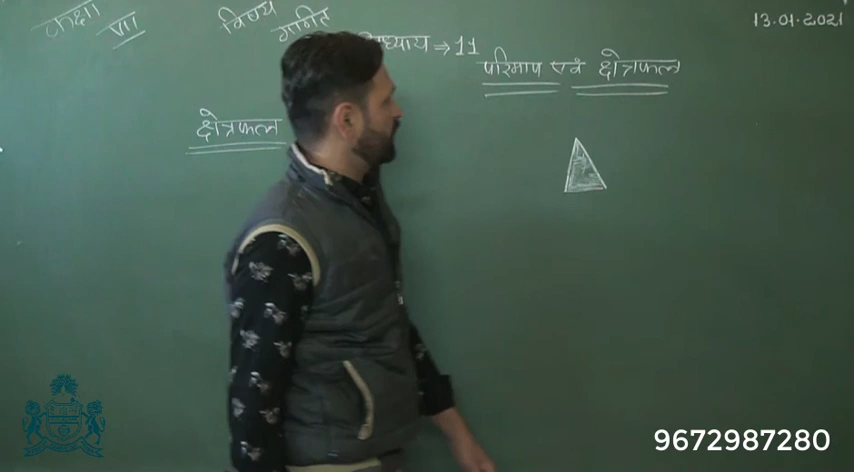 कक्षा VII विषय गणित अध्याय ⇒ 11 13.01.2021
परिमाप एवं क्षेत्रफल
क्षेत्रफल
9672987280